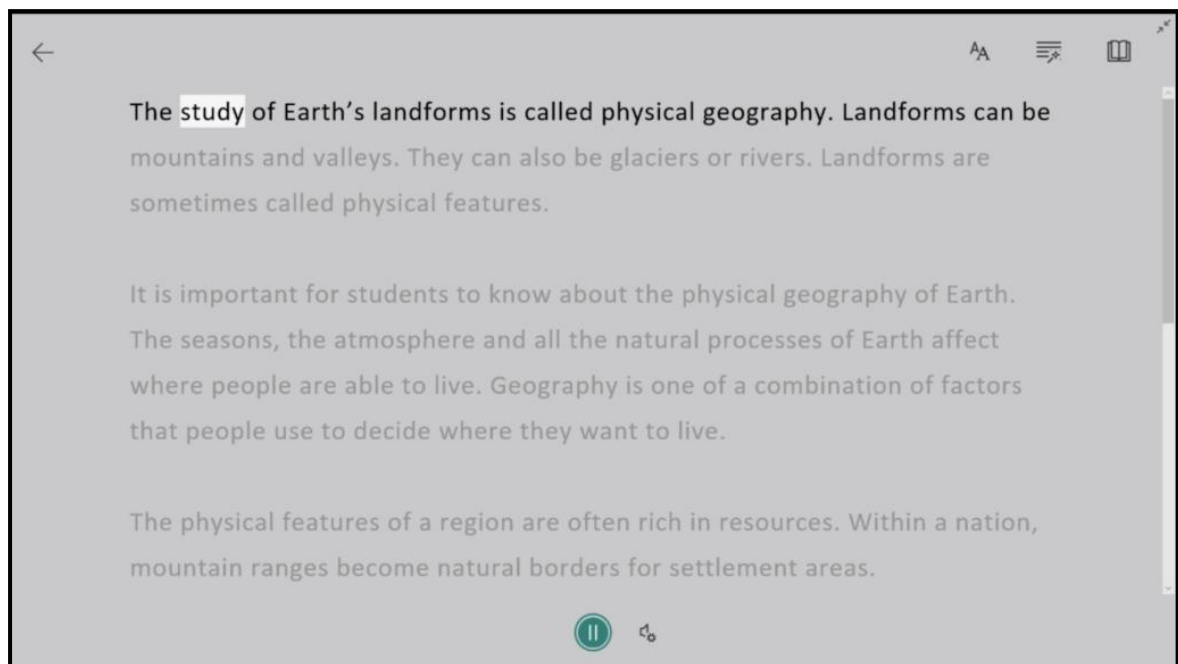 AA
The study of Earth’s landforms is called physical geography. Landforms can be
mountains and valleys. They can also be glaciers or rivers. Landforms are
sometimes called physical features.
It is important for students to know about the physical geography of Earth.
The seasons, the atmosphere and all the natural processes of Earth affect
where people are able to live. Geography is one of a combination of factors
that people use to decide where they want to live.
The physical features of a region are often rich in resources. Within a nation,
mountain ranges become natural borders for settlement areas.